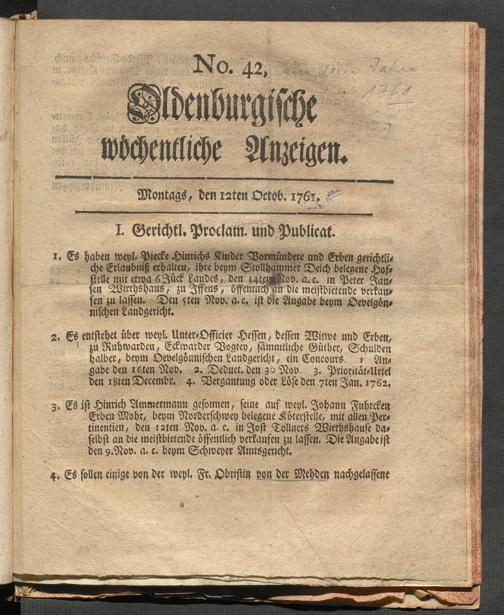 No. 42,
Oldenburgische
wöchentliche Anzeigen.
Jahr
1761
Montags, den 12ten Octob. 1761.
I. Gerichtl. Proclam. und Publicat.
1. Es haben weyl. Piecke Hinrichs Kinder Vormündere und Erben gerichtli-
che Erlaubniß erhalten, ihre beym Stollhammer Deich belegene Hof-
stelle mit etwa 6 Jück Landes, den 14ten Nov. a. c. in Peter Jan-
sen Wirthshaus, zu Iffens, öffentlich an die meistbietende verkau-
fen zu lassen. Den 5ten Nov. a. c. ist die Angabe beym Oevelgön-
nischen Landgericht.
2. Es entstehet über weyl. Unter-Officier Hessen, dessen Witwe und Erben,
zu Ruhwarden, Eckwarder Vogtey, sämmtliche Güther, Schulden
halber, beym Oevelgönnischen Landgericht, ein Concurs. 1 An-
gabe den 16ten Nov. 2. Deduct. den 30 Nov. 3. Priorität-Urtel
den 18ten Decembr. 4. Vergantung oder Löse den 7ten Jan. 1762.
3. Es ist Hinrich Ammermann gesonnen, seine auf weyl. Johann Fuhrcken
Erben Mohr, beym Norderschwey belegene Köterstelle, mit allen Per-
tinentien, den 12ten Nov. a. c. in Jost Tollners Wirthshause da-
selbst an die meistbietende öffentlich verkaufen zu lassen. Die Angabe ist
den 9. Nov. a. c. beym Schweyer Amtsgericht.
4. Es sollen einige von der weyl. Fr. Obristin von der Mehden nachgelassene